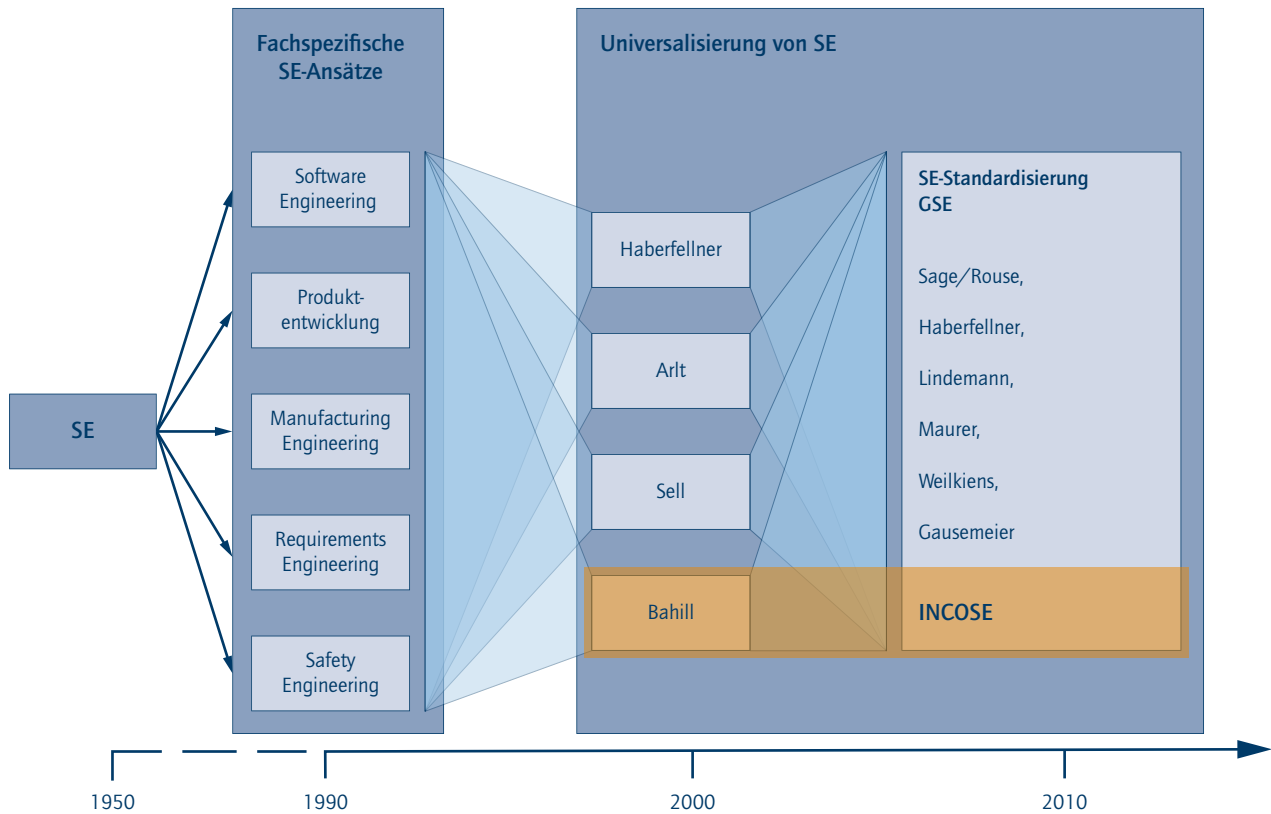 Fachspezifische
SE-Ansätze
Universalisierung von SE
SE
Software
Engineering
Produkt-
entwicklung
Manufacturing
Engineering
Requirements
Engineering
Safety
Engineering
Haberfellner
Arlt
Sell
Bahill
SE-Standardisierung
GSE
Sage/Rouse,
Haberfellner,
Lindemann,
Maurer,
Weilkiens,
Gausemeier
INCOSE
1950
1990
2000
2010